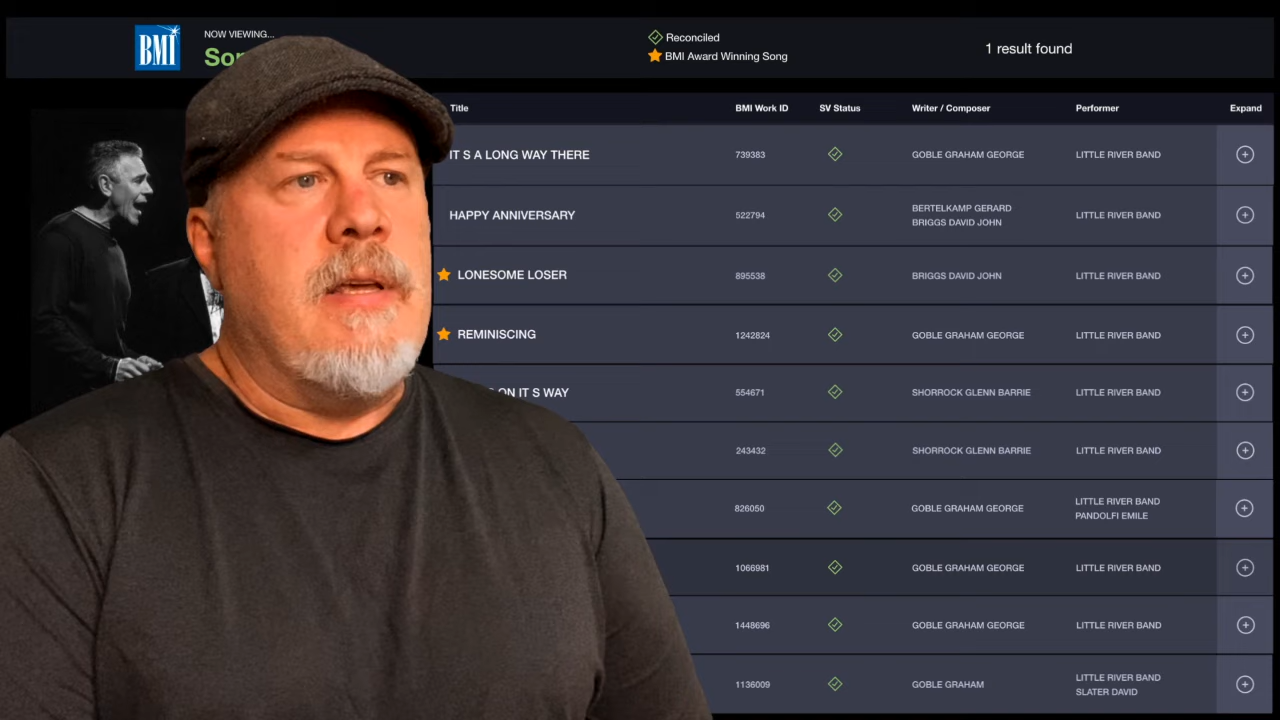 BMI
NOW VIEWING...
Reconciled
BMI Award Winning Song
1 result found
Title BMI Work ID SV Status Writer / Composer Performer Expand
IT S A LONG WAY THERE 739383 GOBLE GRAHAM GEORGE LITTLE RIVER BAND
HAPPY ANNIVERSARY 522794 BERTELKAMP GERARD LITTLE RIVER BAND
BRIGGS DAVID JOHN
LONESOME LOSER 895538 BRIGGS DAVID JOHN LITTLE RIVER BAND
REMINISCING 1242824 GOBLE GRAHAM GEORGE LITTLE RIVER BAND
ON IT S WAY 554671 SHORROCK GLENN BARRIE LITTLE RIVER BAND
243432 SHORROCK GLENN BARRIE LITTLE RIVER BAND
826050 GOBLE GRAHAM GEORGE LITTLE RIVER BAND
PANDOLFI EMILE
1066981 GOBLE GRAHAM GEORGE LITTLE RIVER BAND
1448696 GOBLE GRAHAM GEORGE LITTLE RIVER BAND
1136009 GOBLE GRAHAM LITTLE RIVER BAND
SLATER DAVID